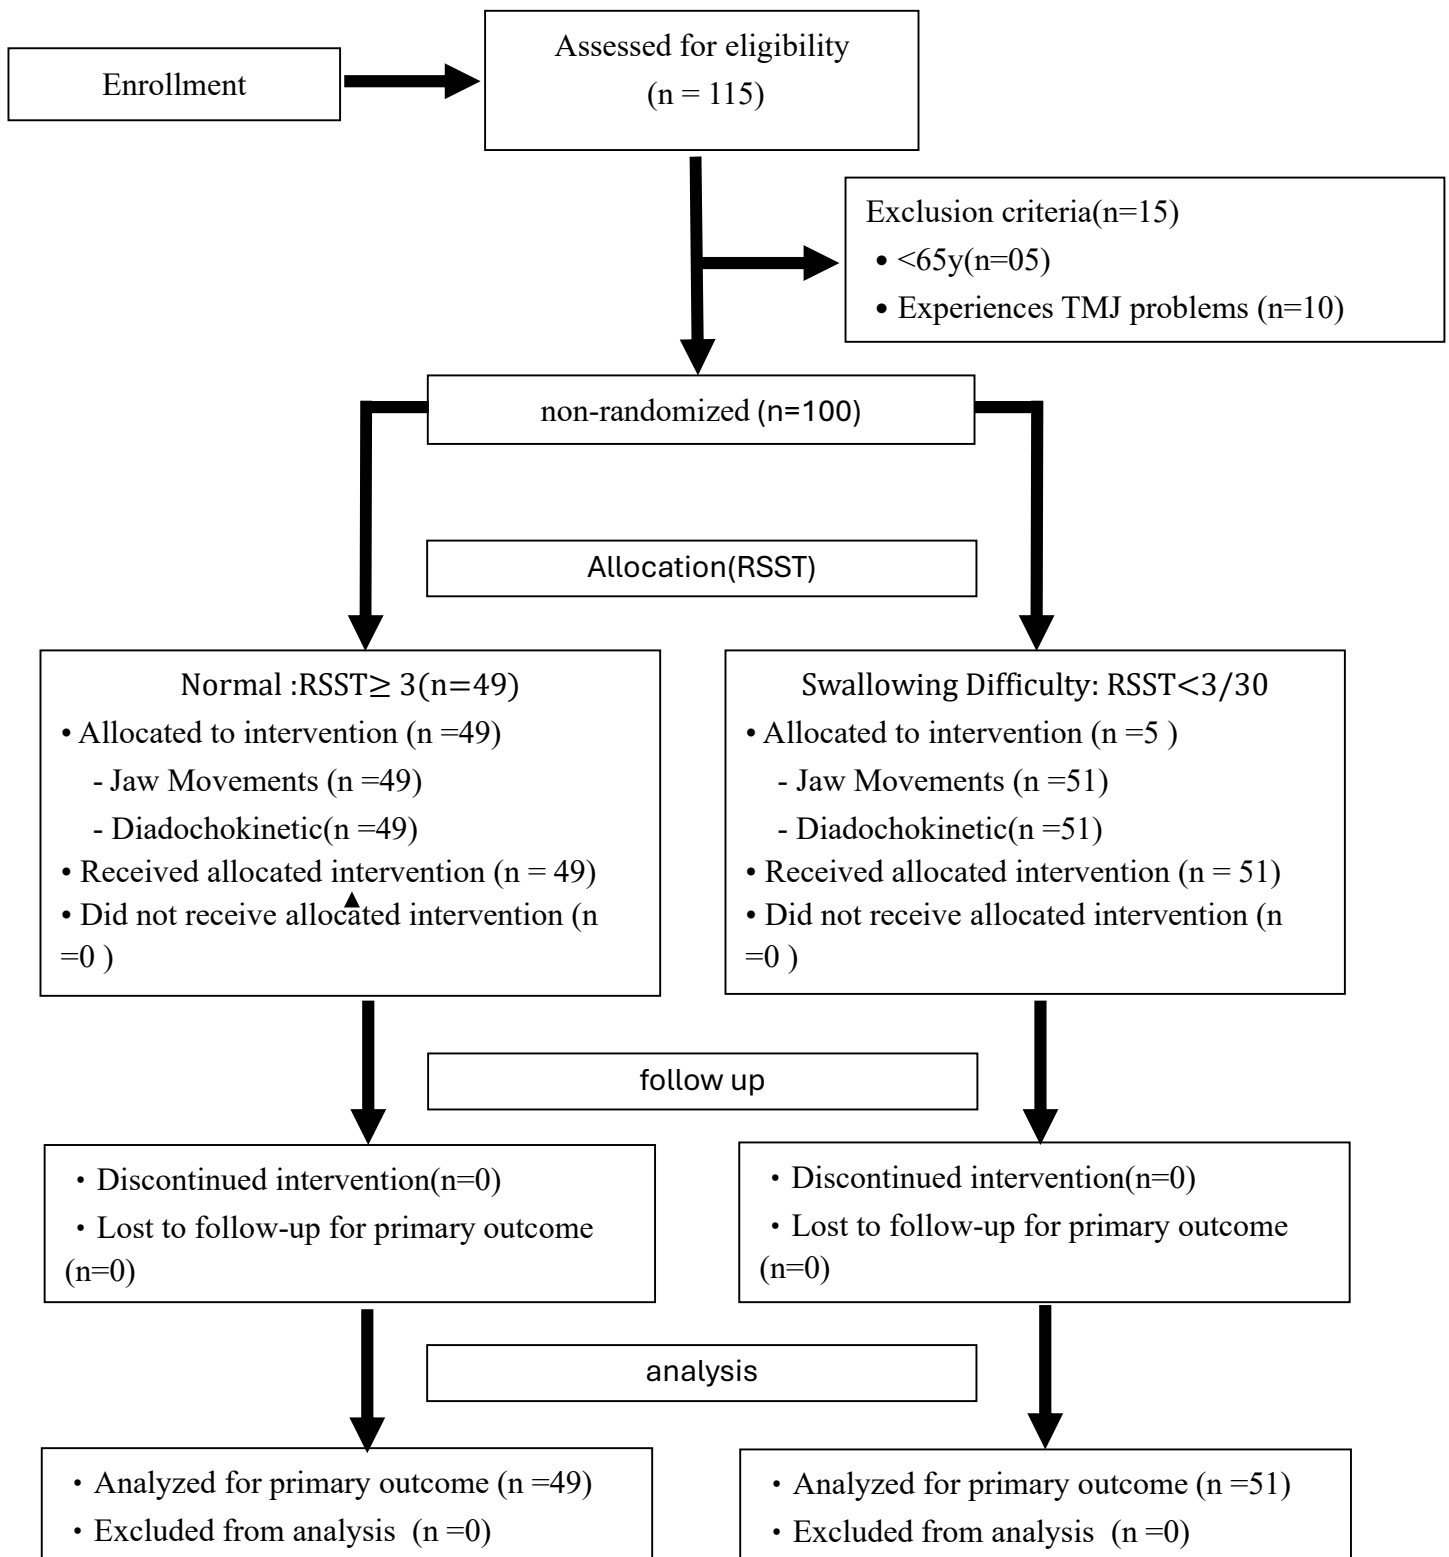 Enrollment
Assessed for eligibility
(n = 115)
Exclusion criteria(n=15)
• <65y(n=05)
• Experiences TMJ problems (n=10)
non-randomized (n=100)
Allocation(RSST)
Normal :RSST≥ 3(n=49)
• Allocated to intervention (n =49)
- Jaw Movements (n =49)
- Diadochokinetic(n =49)
• Received allocated intervention (n = 49)
• Did not receive allocated intervention (n
=0 )
Swallowing Difficulty: RSST<3/30
• Allocated to intervention (n =5 )
- Jaw Movements (n =51)
- Diadochokinetic(n =51)
• Received allocated intervention (n = 51)
• Did not receive allocated intervention (n
=0 )
follow up
・Discontinued intervention(n=0)
・Lost to follow-up for primary outcome
(n=0)
・Discontinued intervention(n=0)
・Lost to follow-up for primary outcome
(n=0)
analysis
・Analyzed for primary outcome (n =49)
・Excluded from analysis (n =0)
・Analyzed for primary outcome (n =51)
・Excluded from analysis (n =0)